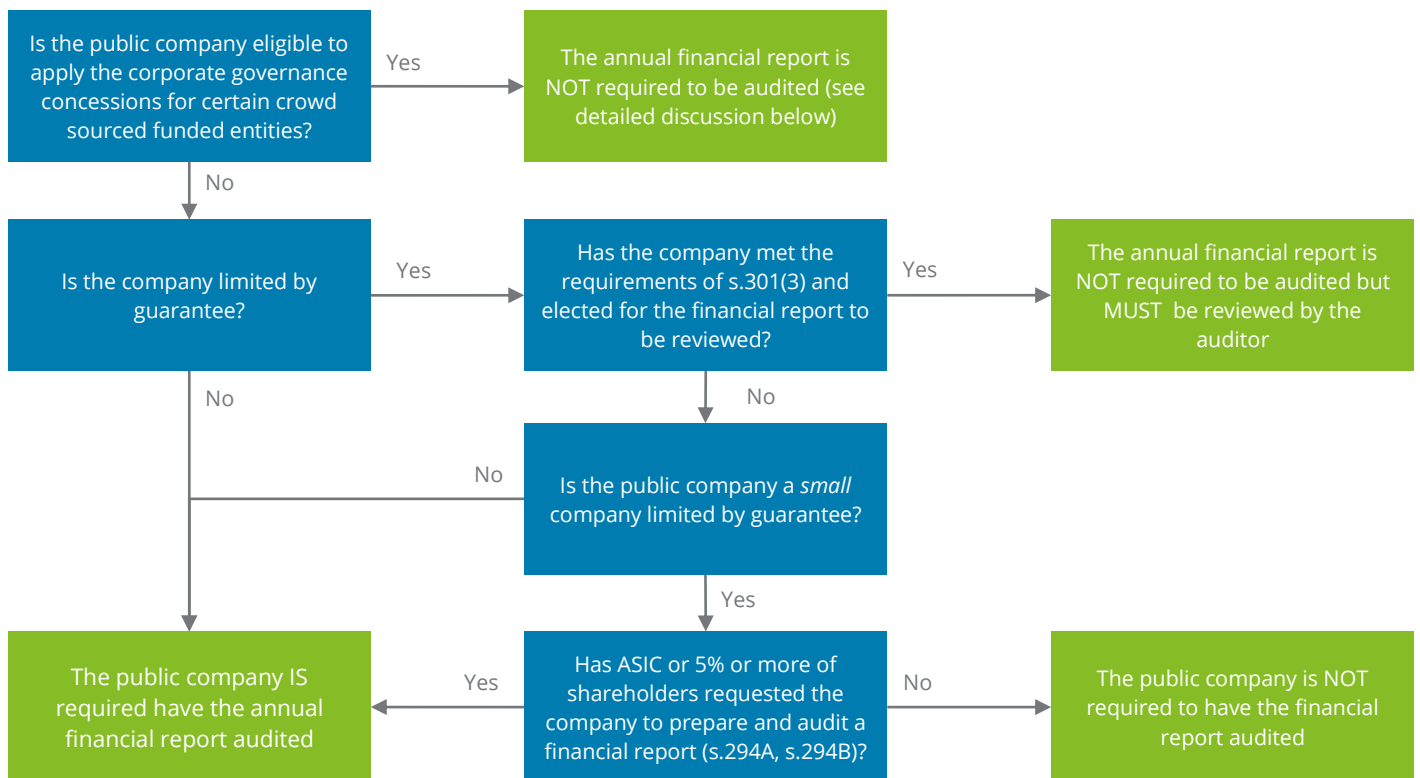 Is the public company eligible to
apply the corporate governance
concessions for certain crowd
sourced funded entities?
Yes
The annual financial report is
NOT required to be audited (see
detailed discussion below)
No
Is the company limited by
guarantee?
Yes
Has the company met the
requirements of s.301(3) and
elected for the financial report to
be reviewed?
Yes
The annual financial report is
NOT required to be audited but
MUST be reviewed by the
auditor
No
No
No
Is the public company a small
company limited by guarantee?
Yes
The public company IS
required have the annual
financial report audited
Yes
Has ASIC or 5% or more of
shareholders requested the
company to prepare and audit a
financial report (s.294A, s.294B)?
No
The public company is NOT
required to have the financial
report audited